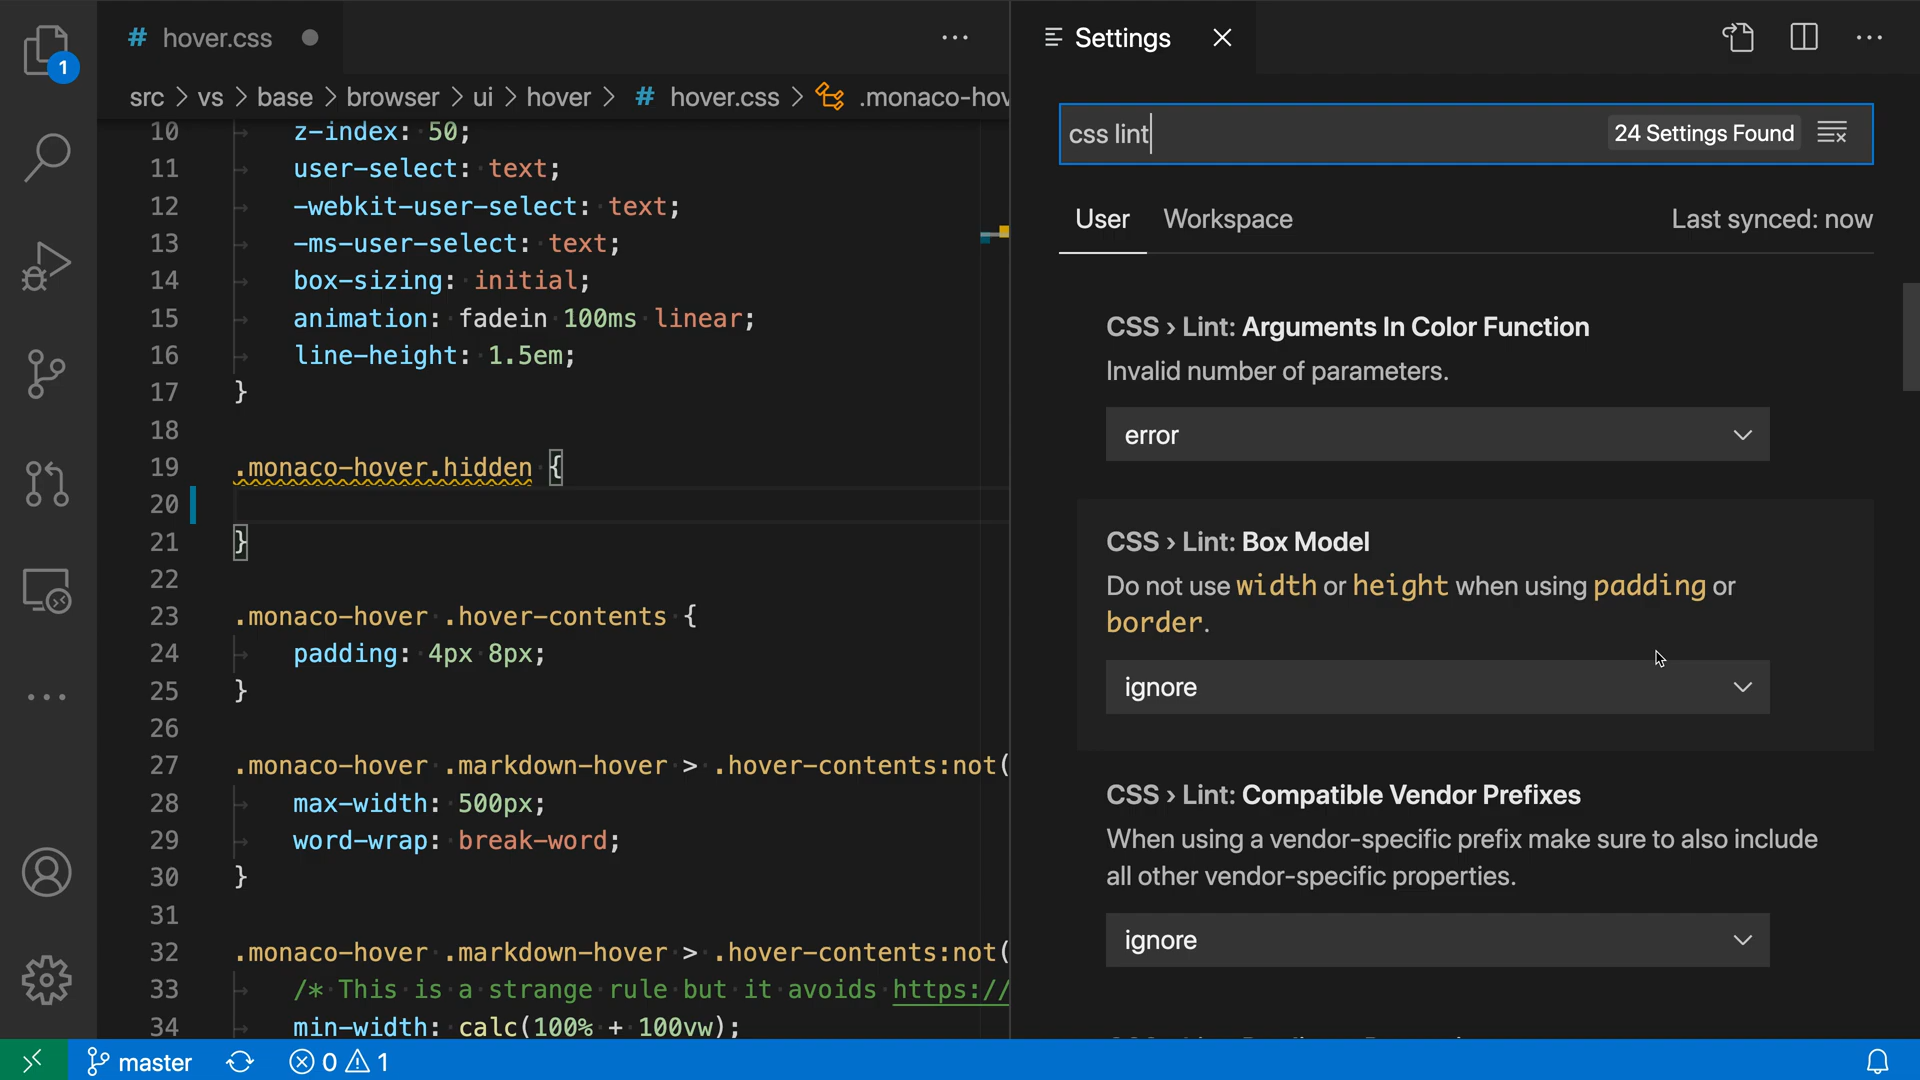 1
# hover.css
src > vs > base > browser > ui > hover > # hover.css > .monaco-hov
10 z-index: 50;
11 user-select: text;
12 -webkit-user-select: text;
13 -ms-user-select: text;
14 box-sizing: initial;
15 animation: fadein 100ms linear;
16 line-height: 1.5em;
17 }
18
19 .monaco-hover.hidden {
20
21 }
22
23 .monaco-hover .hover-contents {
24 padding: 4px 8px;
25 }
26
27 .monaco-hover .markdown-hover > .hover-contents:not(
28 max-width: 500px;
29 word-wrap: break-word;
30 }
31
32 .monaco-hover .markdown-hover > .hover-contents:not(
33 /* This is a strange rule but it avoids https://
34 min-width: calc(100% + 100vw);
Settings
css lint
24 Settings Found
User Workspace Last synced: now
CSS › Lint: Arguments In Color Function
Invalid number of parameters.
error
CSS › Lint: Box Model
Do not use width or height when using padding or
border.
ignore
CSS › Lint: Compatible Vendor Prefixes
When using a vendor-specific prefix make sure to also include
all other vendor-specific properties.
ignore
master 0 1